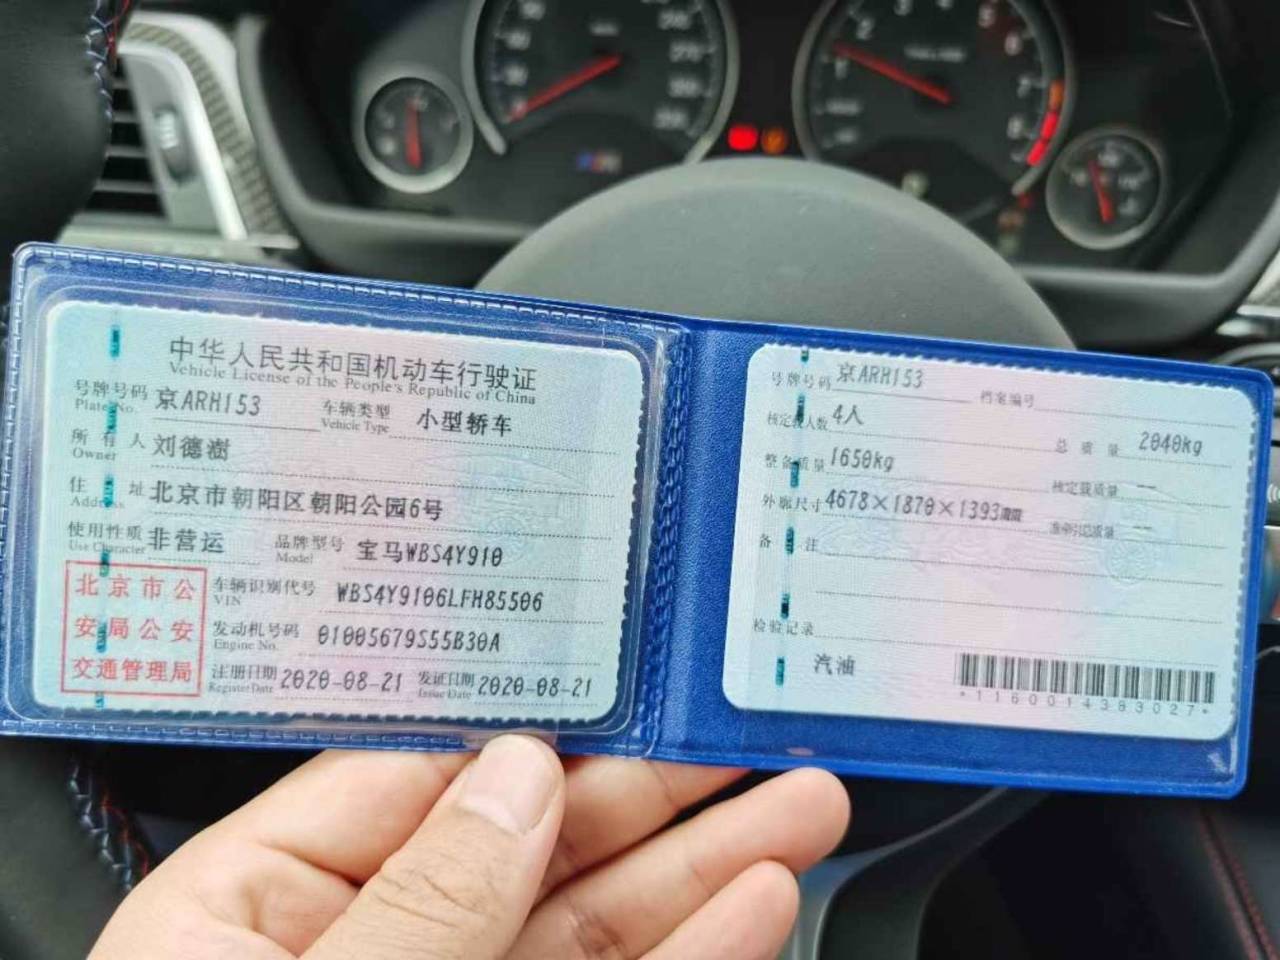 中华人民共和国机动车行驶证
Vehicle License of the People's Republic of China
号牌号码 京ARH153 车辆类型 小型轿车
Plate No. Vehicle Type
所有人 刘德澍
Owner
住址 北京市朝阳区朝阳公园6号
Address
使用性质 非营运 品牌型号 宝马WBS4Y910
Use Character Model
北京市公
安局公安
交通管理局
车辆识别代号 WBS4Y9106LFH85506
VIN
发动机号码 01005679S55B30A
Engine No.
注册日期 2020-08-21 发证日期 2020-08-21
Register Date Issue Date
号牌号码 京ARH153 档案编号
核定载人数 4人 总质量 2040kg
整备质量 1650kg 核定载质量 --
外廓尺寸 4678×1870×1393mm 准牵引总质量 --
备注
检验记录
汽油
*1160014383027*